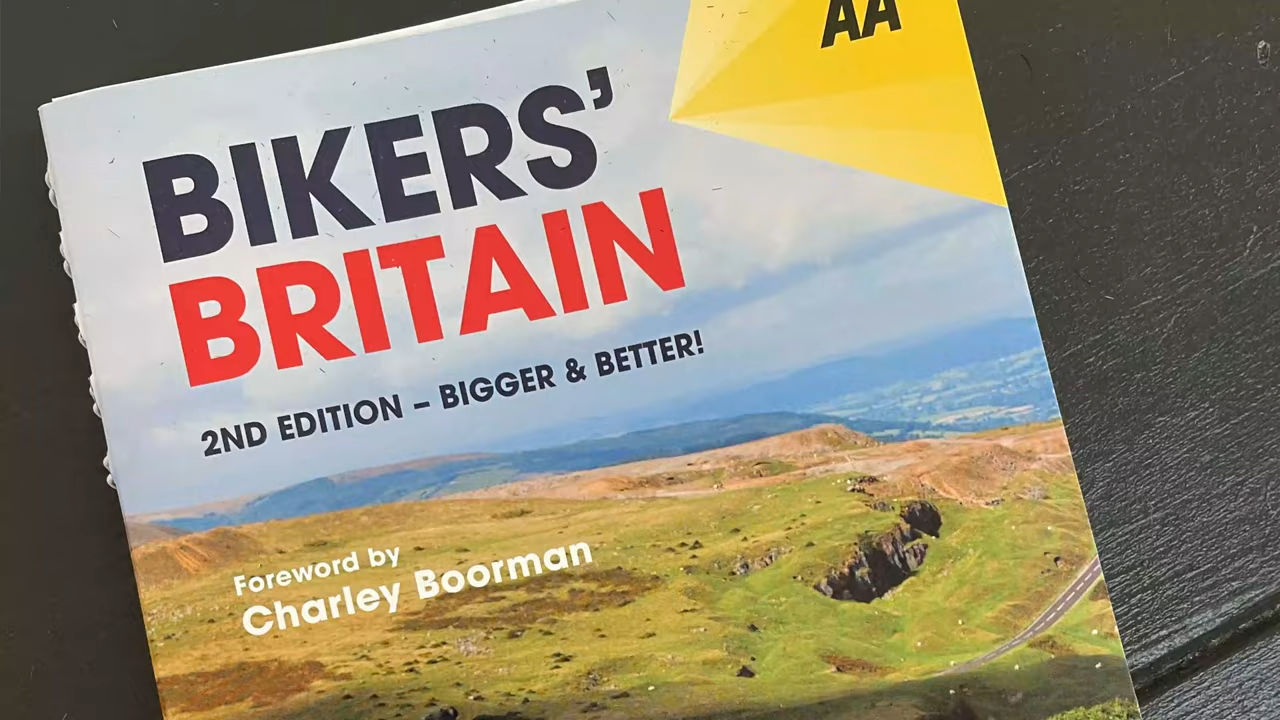 AA
BIKERS’
BRITAIN
2ND EDITION – BIGGER & BETTER!
Foreword by
Charley Boorman